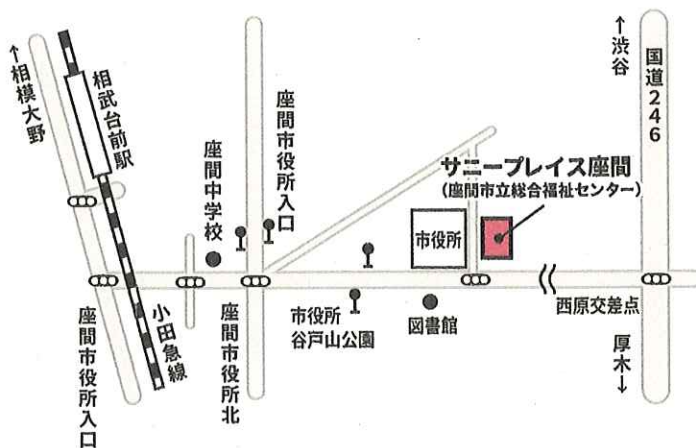 ↑相模大野
相武台前駅
座間中学校
座間市役所入口
↑渋谷
国道246
サニープレイス座間
(座間市立総合福祉センター)
市役所
小田急線
座間市役所入口
座間市役所北
市役所
谷戸山公園
図書館
西原交差点
厚木↓